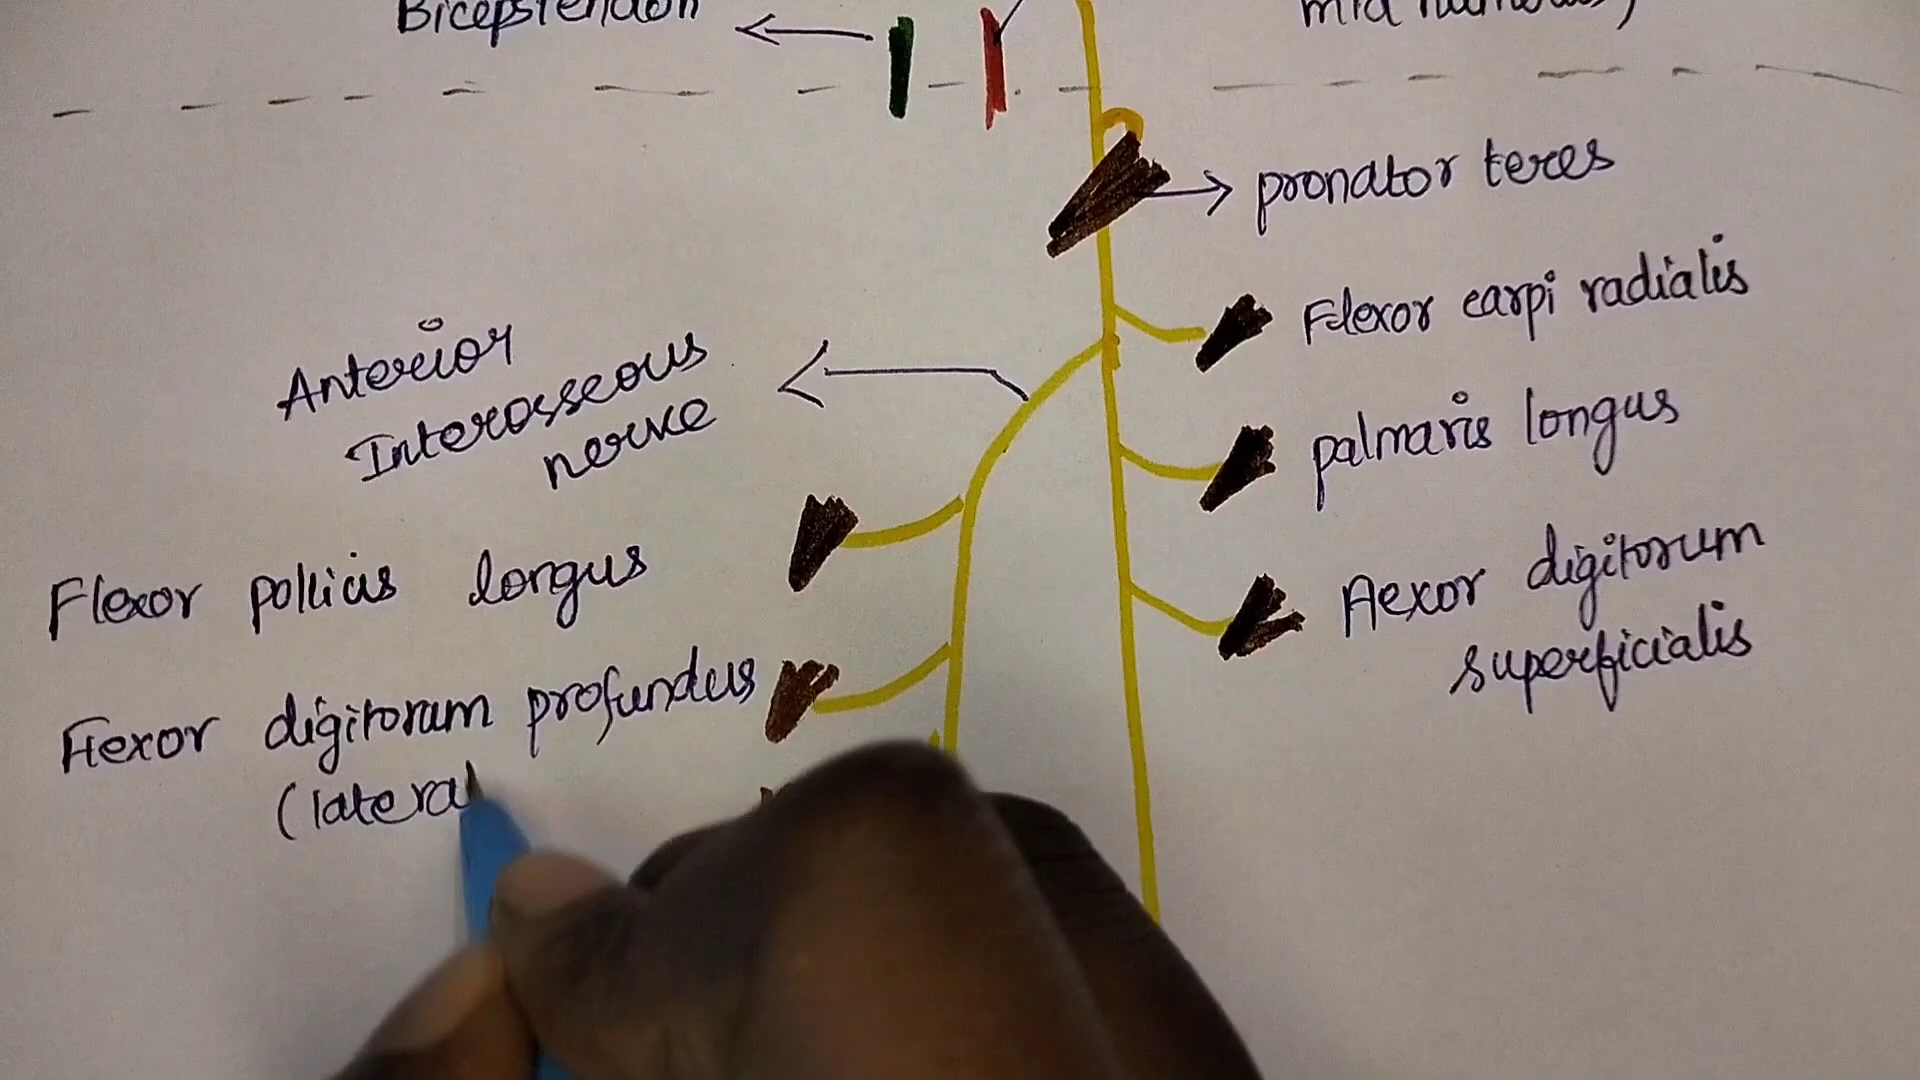 Bicepstendon
pronator teres
Flexor carpi radialis
Anterior
Interosseous
nerve
palmaris longus
Flexor digitorum
superficialis
Flexor pollicis longus
Flexor digitorum profundus
(lateral